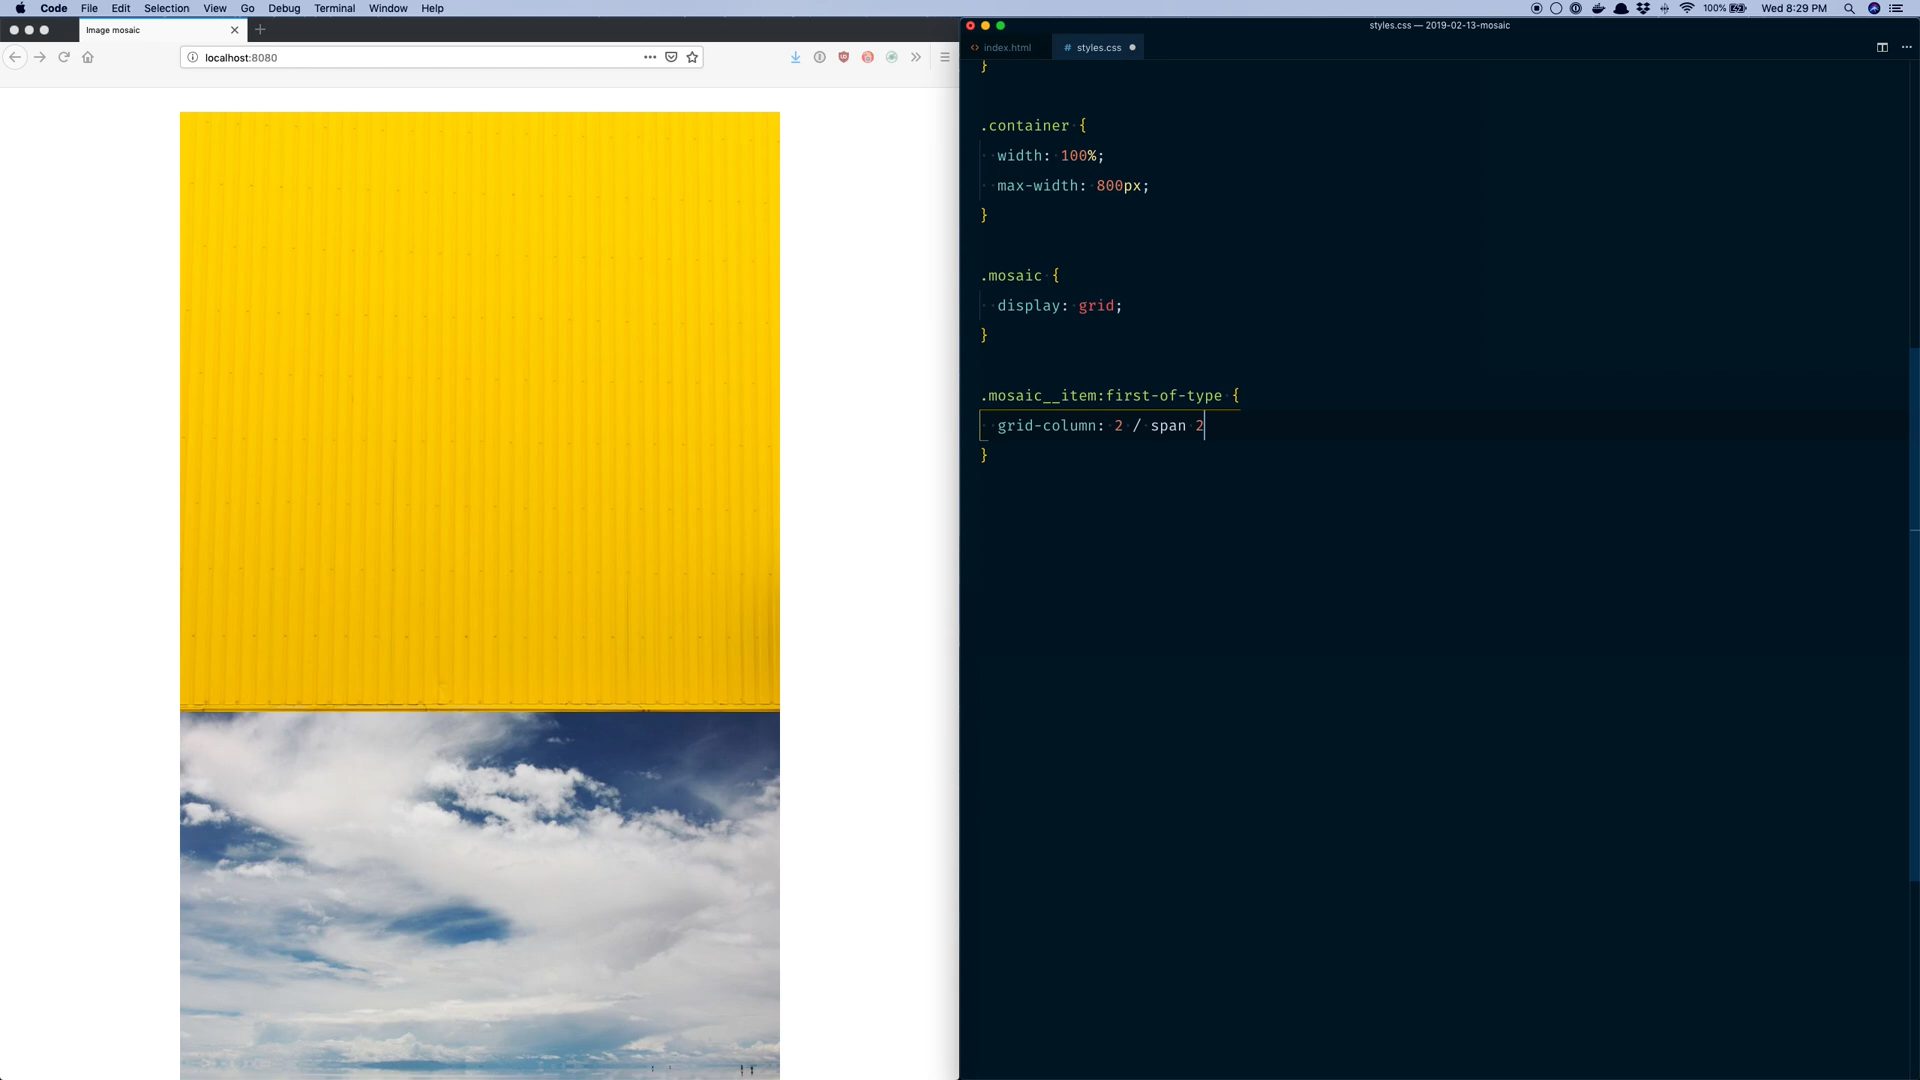 Code File Edit Selection View Go Debug Terminal Window Help
100% Wed 8:29 PM
Image mosaic
localhost:8080
styles.css — 2019-02-13-mosaic
index.html
# styles.css
}
.container {
width: 100%;
max-width: 800px;
}
.mosaic {
display: grid;
}
.mosaic__item:first-of-type {
grid-column: 2 / span 2
}